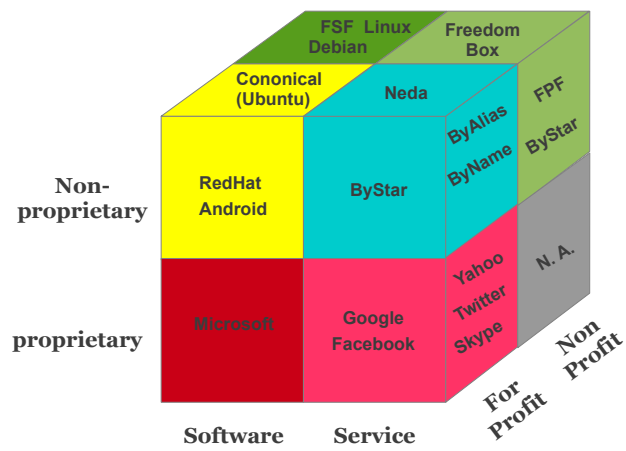 FSF Linux
Debian
Freedom
Box
Cononical
(Ubuntu)
Neda
ByAlias
ByName
FPF
ByStar
Non-
proprietary
RedHat
Android
ByStar
Yahoo
Twitter
Skype
N. A.
proprietary
Microsoft
Google
Facebook
For
Profit
Non
Profit
Software
Service